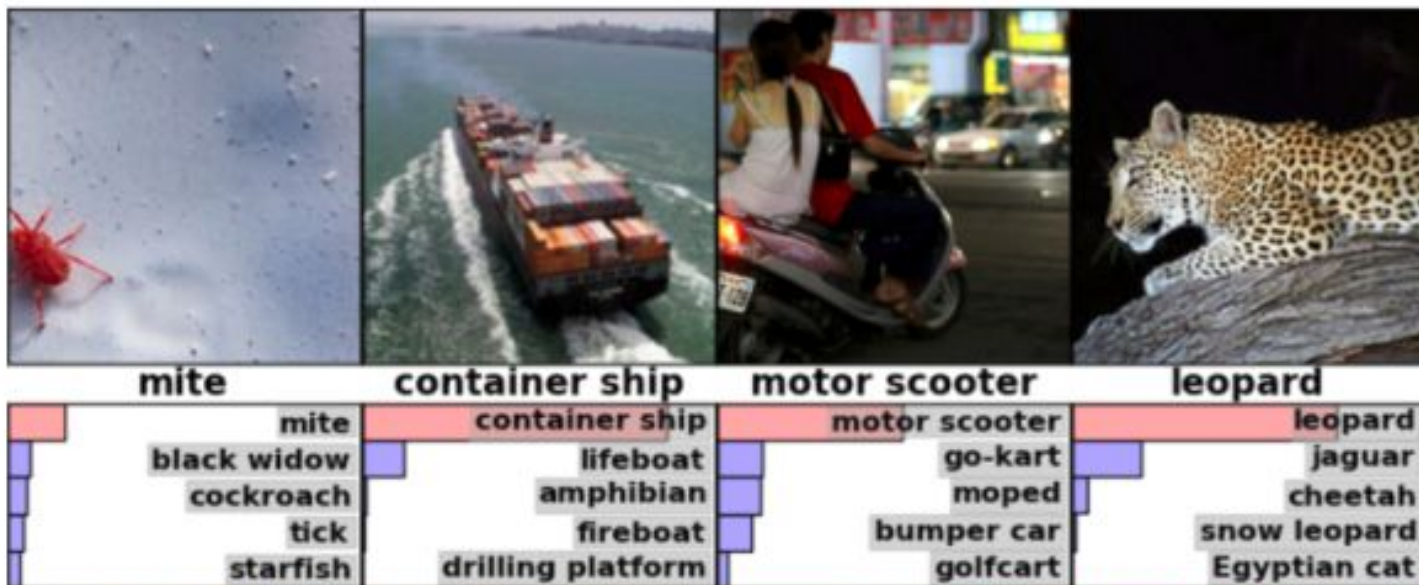 mite
container ship
motor scooter
leopard
mite
black widow
cockroach
tick
starfish
container ship
lifeboat
amphibian
fireboat
drilling platform
motor scooter
go-kart
moped
bumper car
golfcart
leopard
jaguar
cheetah
snow leopard
Egyptian cat